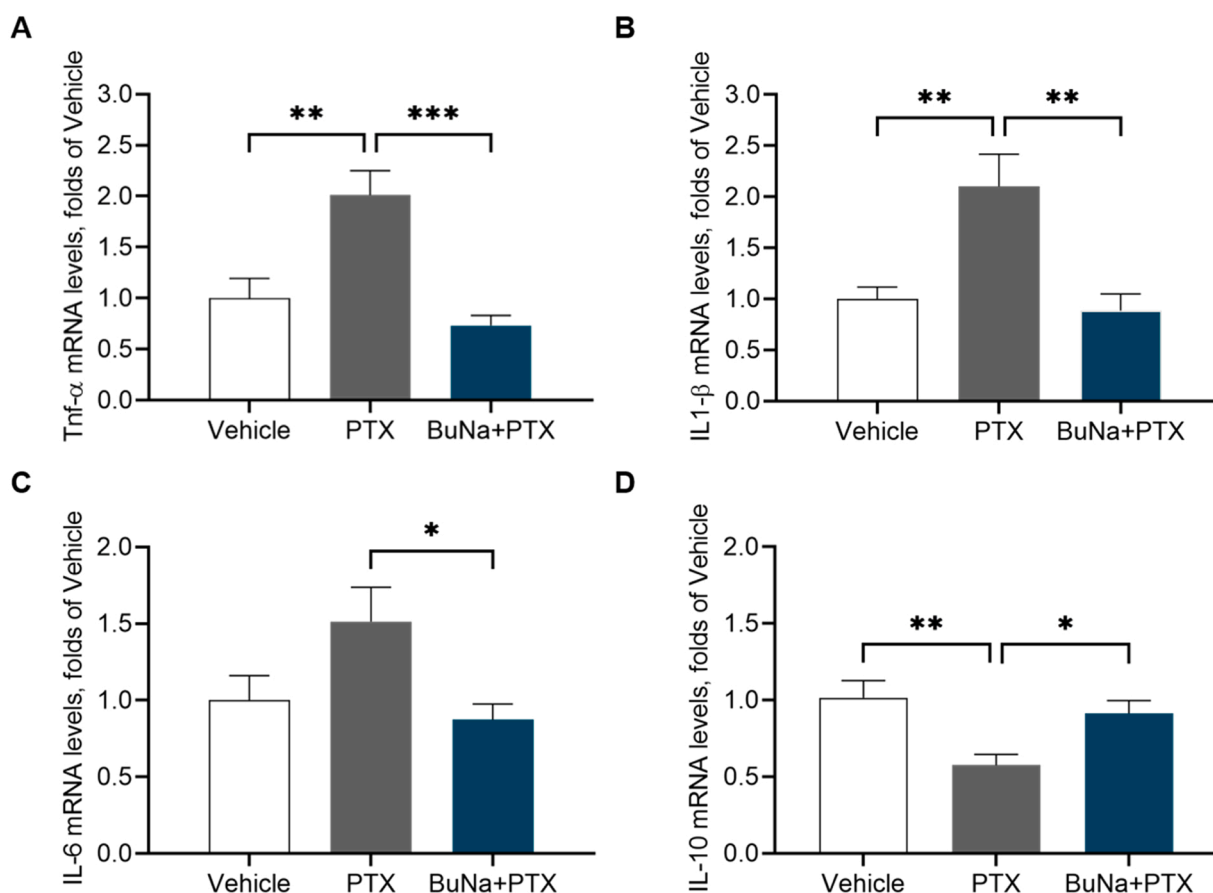 A
Tnf-α mRNA levels, folds of Vehicle
3.0
2.5
2.0
1.5
1.0
0.5
0.0
** ***
Vehicle PTX BuNa+PTX
B
IL1-β mRNA levels, folds of Vehicle
3.0
2.5
2.0
1.5
1.0
0.5
0.0
** **
Vehicle PTX BuNa+PTX
C
IL-6 mRNA levels, folds of Vehicle
2.0
1.5
1.0
0.5
0.0
*
Vehicle PTX BuNa+PTX
D
IL-10 mRNA levels, folds of Vehicle
2.0
1.5
1.0
0.5
0.0
** *
Vehicle PTX BuNa+PTX